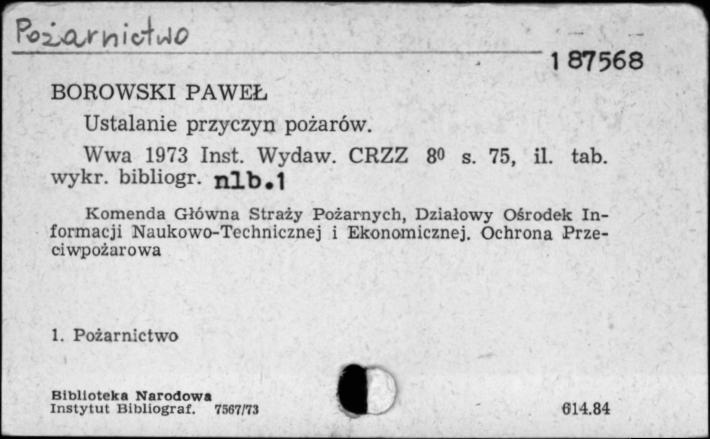 Pożarnictwo
187568
BOROWSKI PAWEŁ
Ustalanie przyczyn pożarów.
Wwa 1973 Inst. Wydaw. CRZZ 8⁰ s. 75, il. tab.
wykr. bibliogr. nlb.1
Komenda Główna Straży Pożarnych, Działowy Ośrodek In-
formacji Naukowo-Technicznej i Ekonomicznej. Ochrona Prze-
ciwpożarowa
1. Pożarnictwo
Biblioteka Narodowa
Instytut Bibliograf. 7567/73
614.84